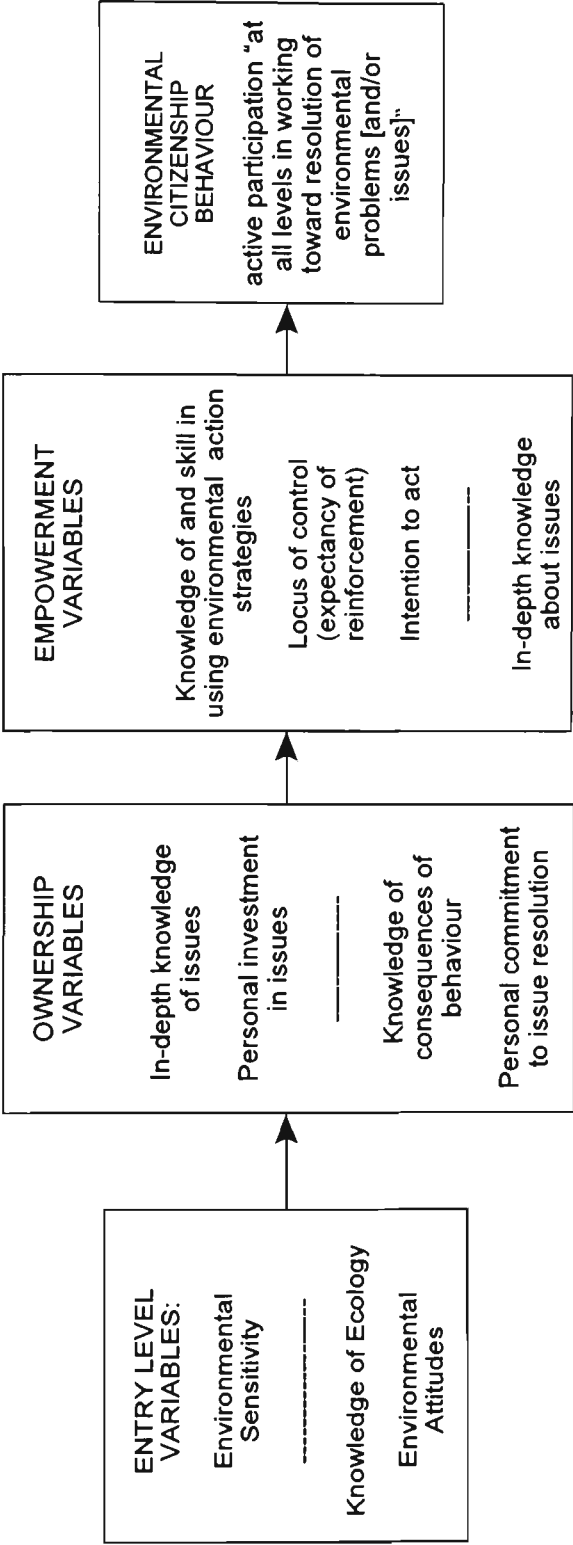 ENTRY LEVEL
VARIABLES:
Environmental
Sensitivity
Knowledge of Ecology
Environmental
Attitudes
OWNERSHIP
VARIABLES
In-depth knowledge
of issues
Personal investment
in issues
Knowledge of
consequences of
behaviour
Personal commitment
to issue resolution
EMPOWERMENT
VARIABLES
Knowledge of and skill in
using environmental action
strategies
Locus of control
(expectancy of
reinforcement)
Intention to act
In-depth knowledge
about issues
ENVIRONMENTAL
CITIZENSHIP
BEHAVIOUR
active participation "at
all levels in working
toward resolution of
environmental
problems [and/or
issues]"